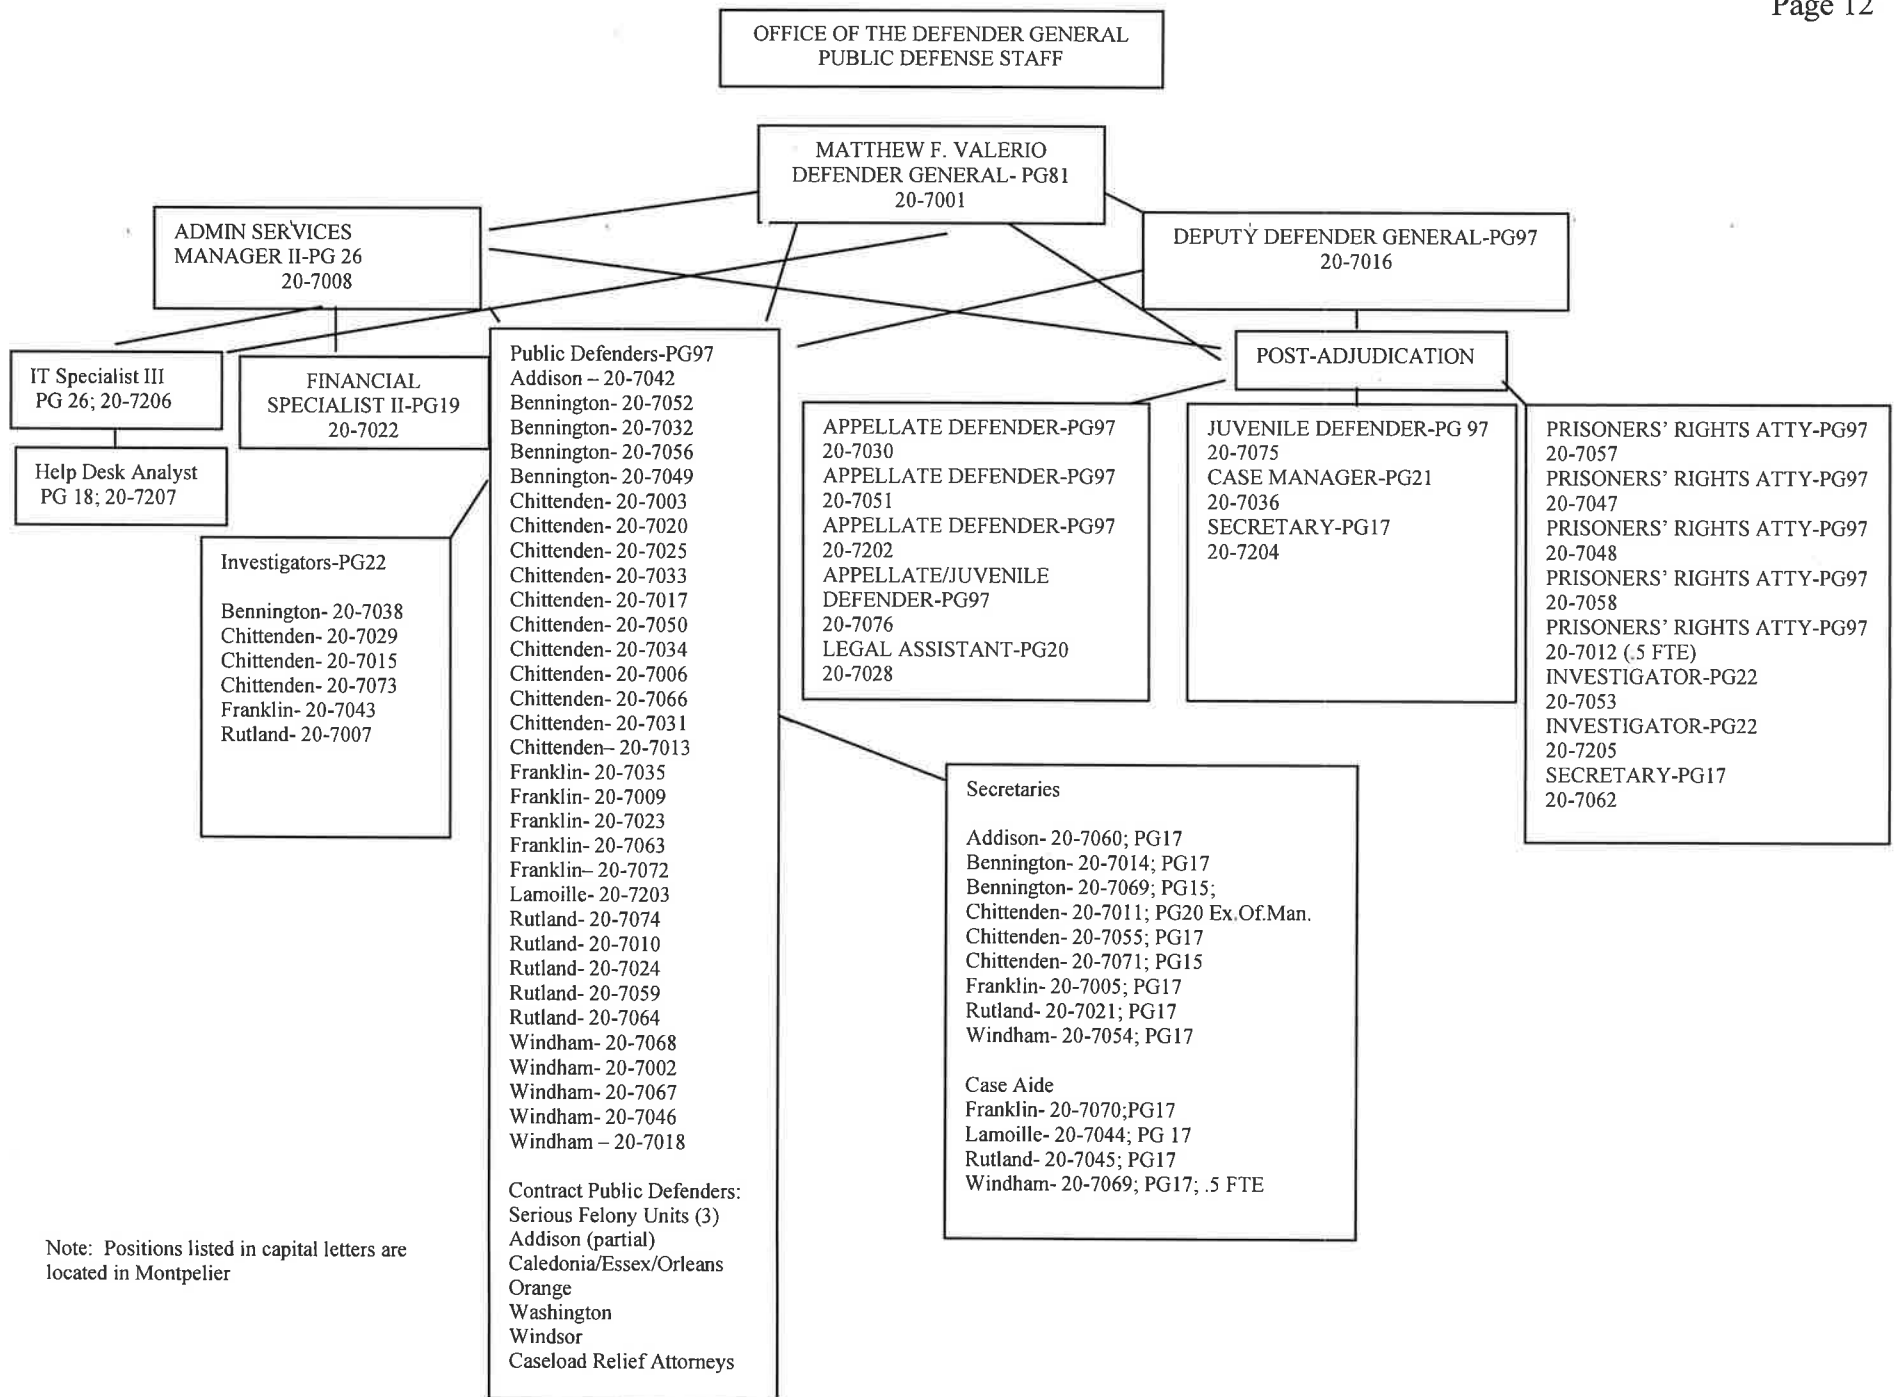 Page 12
OFFICE OF THE DEFENDER GENERAL
PUBLIC DEFENSE STAFF
MATTHEW F. VALERIO
DEFENDER GENERAL- PG81
20-7001
ADMIN SERVICES
MANAGER II-PG 26
20-7008
DEPUTY DEFENDER GENERAL-PG97
20-7016
IT Specialist III
PG 26; 20-7206
FINANCIAL
SPECIALIST II-PG19
20-7022
Help Desk Analyst
PG 18; 20-7207
Investigators-PG22
Bennington- 20-7038
Chittenden- 20-7029
Chittenden- 20-7015
Chittenden- 20-7073
Franklin- 20-7043
Rutland- 20-7007
Public Defenders-PG97
Addison – 20-7042
Bennington- 20-7052
Bennington- 20-7032
Bennington- 20-7056
Bennington- 20-7049
Chittenden- 20-7003
Chittenden- 20-7020
Chittenden- 20-7025
Chittenden- 20-7033
Chittenden- 20-7017
Chittenden- 20-7050
Chittenden- 20-7034
Chittenden- 20-7006
Chittenden- 20-7066
Chittenden- 20-7031
Chittenden– 20-7013
Franklin- 20-7035
Franklin- 20-7009
Franklin- 20-7023
Franklin- 20-7063
Franklin– 20-7072
Lamoille- 20-7203
Rutland- 20-7074
Rutland- 20-7010
Rutland- 20-7024
Rutland- 20-7059
Rutland- 20-7064
Windham- 20-7068
Windham- 20-7002
Windham- 20-7067
Windham- 20-7046
Windham – 20-7018
Contract Public Defenders:
Serious Felony Units (3)
Addison (partial)
Caledonia/Essex/Orleans
Orange
Washington
Windsor
Caseload Relief Attorneys
POST-ADJUDICATION
APPELLATE DEFENDER-PG97
20-7030
APPELLATE DEFENDER-PG97
20-7051
APPELLATE DEFENDER-PG97
20-7202
APPELLATE/JUVENILE
DEFENDER-PG97
20-7076
LEGAL ASSISTANT-PG20
20-7028
JUVENILE DEFENDER-PG 97
20-7075
CASE MANAGER-PG21
20-7036
SECRETARY-PG17
20-7204
PRISONERS’ RIGHTS ATTY-PG97
20-7057
PRISONERS’ RIGHTS ATTY-PG97
20-7047
PRISONERS’ RIGHTS ATTY-PG97
20-7048
PRISONERS’ RIGHTS ATTY-PG97
20-7058
PRISONERS’ RIGHTS ATTY-PG97
20-7012 (.5 FTE)
INVESTIGATOR-PG22
20-7053
INVESTIGATOR-PG22
20-7205
SECRETARY-PG17
20-7062
Secretaries
Addison- 20-7060; PG17
Bennington- 20-7014; PG17
Bennington- 20-7069; PG15;
Chittenden- 20-7011; PG20 Ex.Of.Man.
Chittenden- 20-7055; PG17
Chittenden- 20-7071; PG15
Franklin- 20-7005; PG17
Rutland- 20-7021; PG17
Windham- 20-7054; PG17
Case Aide
Franklin- 20-7070;PG17
Lamoille- 20-7044; PG 17
Rutland- 20-7045; PG17
Windham- 20-7069; PG17; .5 FTE
Note: Positions listed in capital letters are
located in Montpelier